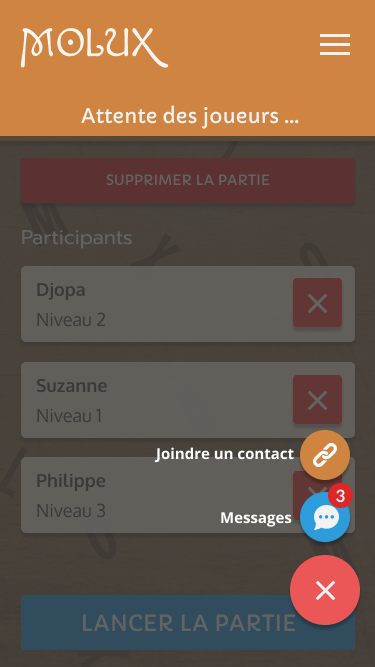 MOLUX
Attente des joueurs ...
SUPPRIMER LA PARTIE
Participants
Djopa
Niveau 2
Suzanne
Niveau 1
Joindre un contact
Philippe
3
Niveau 3
Messages
LANCER LA PARTIE